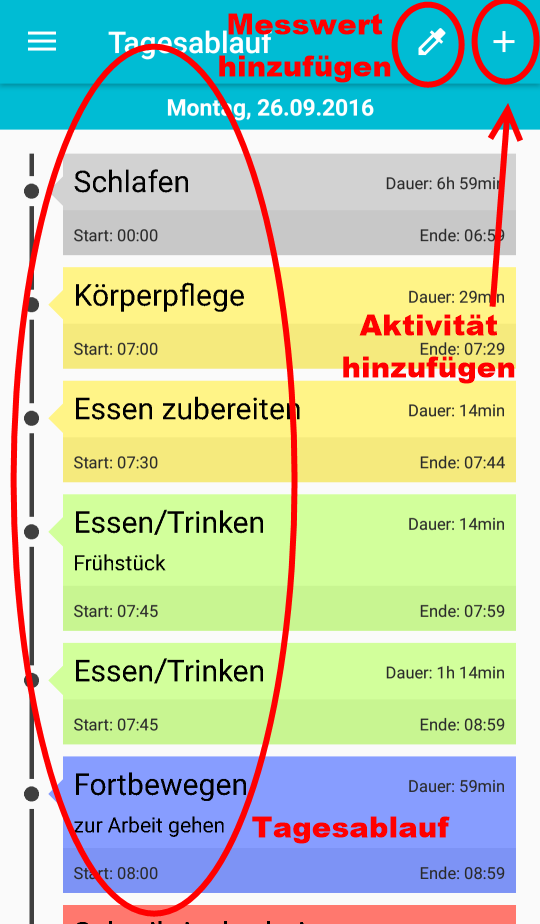 Messwert
hinzufügen
Tagesablauf
Montag, 26.09.2016
Schlafen
Dauer: 6h 59min
Start: 00:00
Ende: 06:59
Körperpflege
Dauer: 29min
Aktivität
hinzufügen
Start: 07:00
Ende: 07:29
Essen zubereiten
Dauer: 14min
Start: 07:30
Ende: 07:44
Essen/Trinken
Dauer: 14min
Frühstück
Start: 07:45
Ende: 07:59
Essen/Trinken
Dauer: 1h 14min
Start: 07:45
Ende: 08:59
Fortbewegen
Dauer: 59min
zur Arbeit gehen
Tagesablauf
Start: 08:00
Ende: 08:59